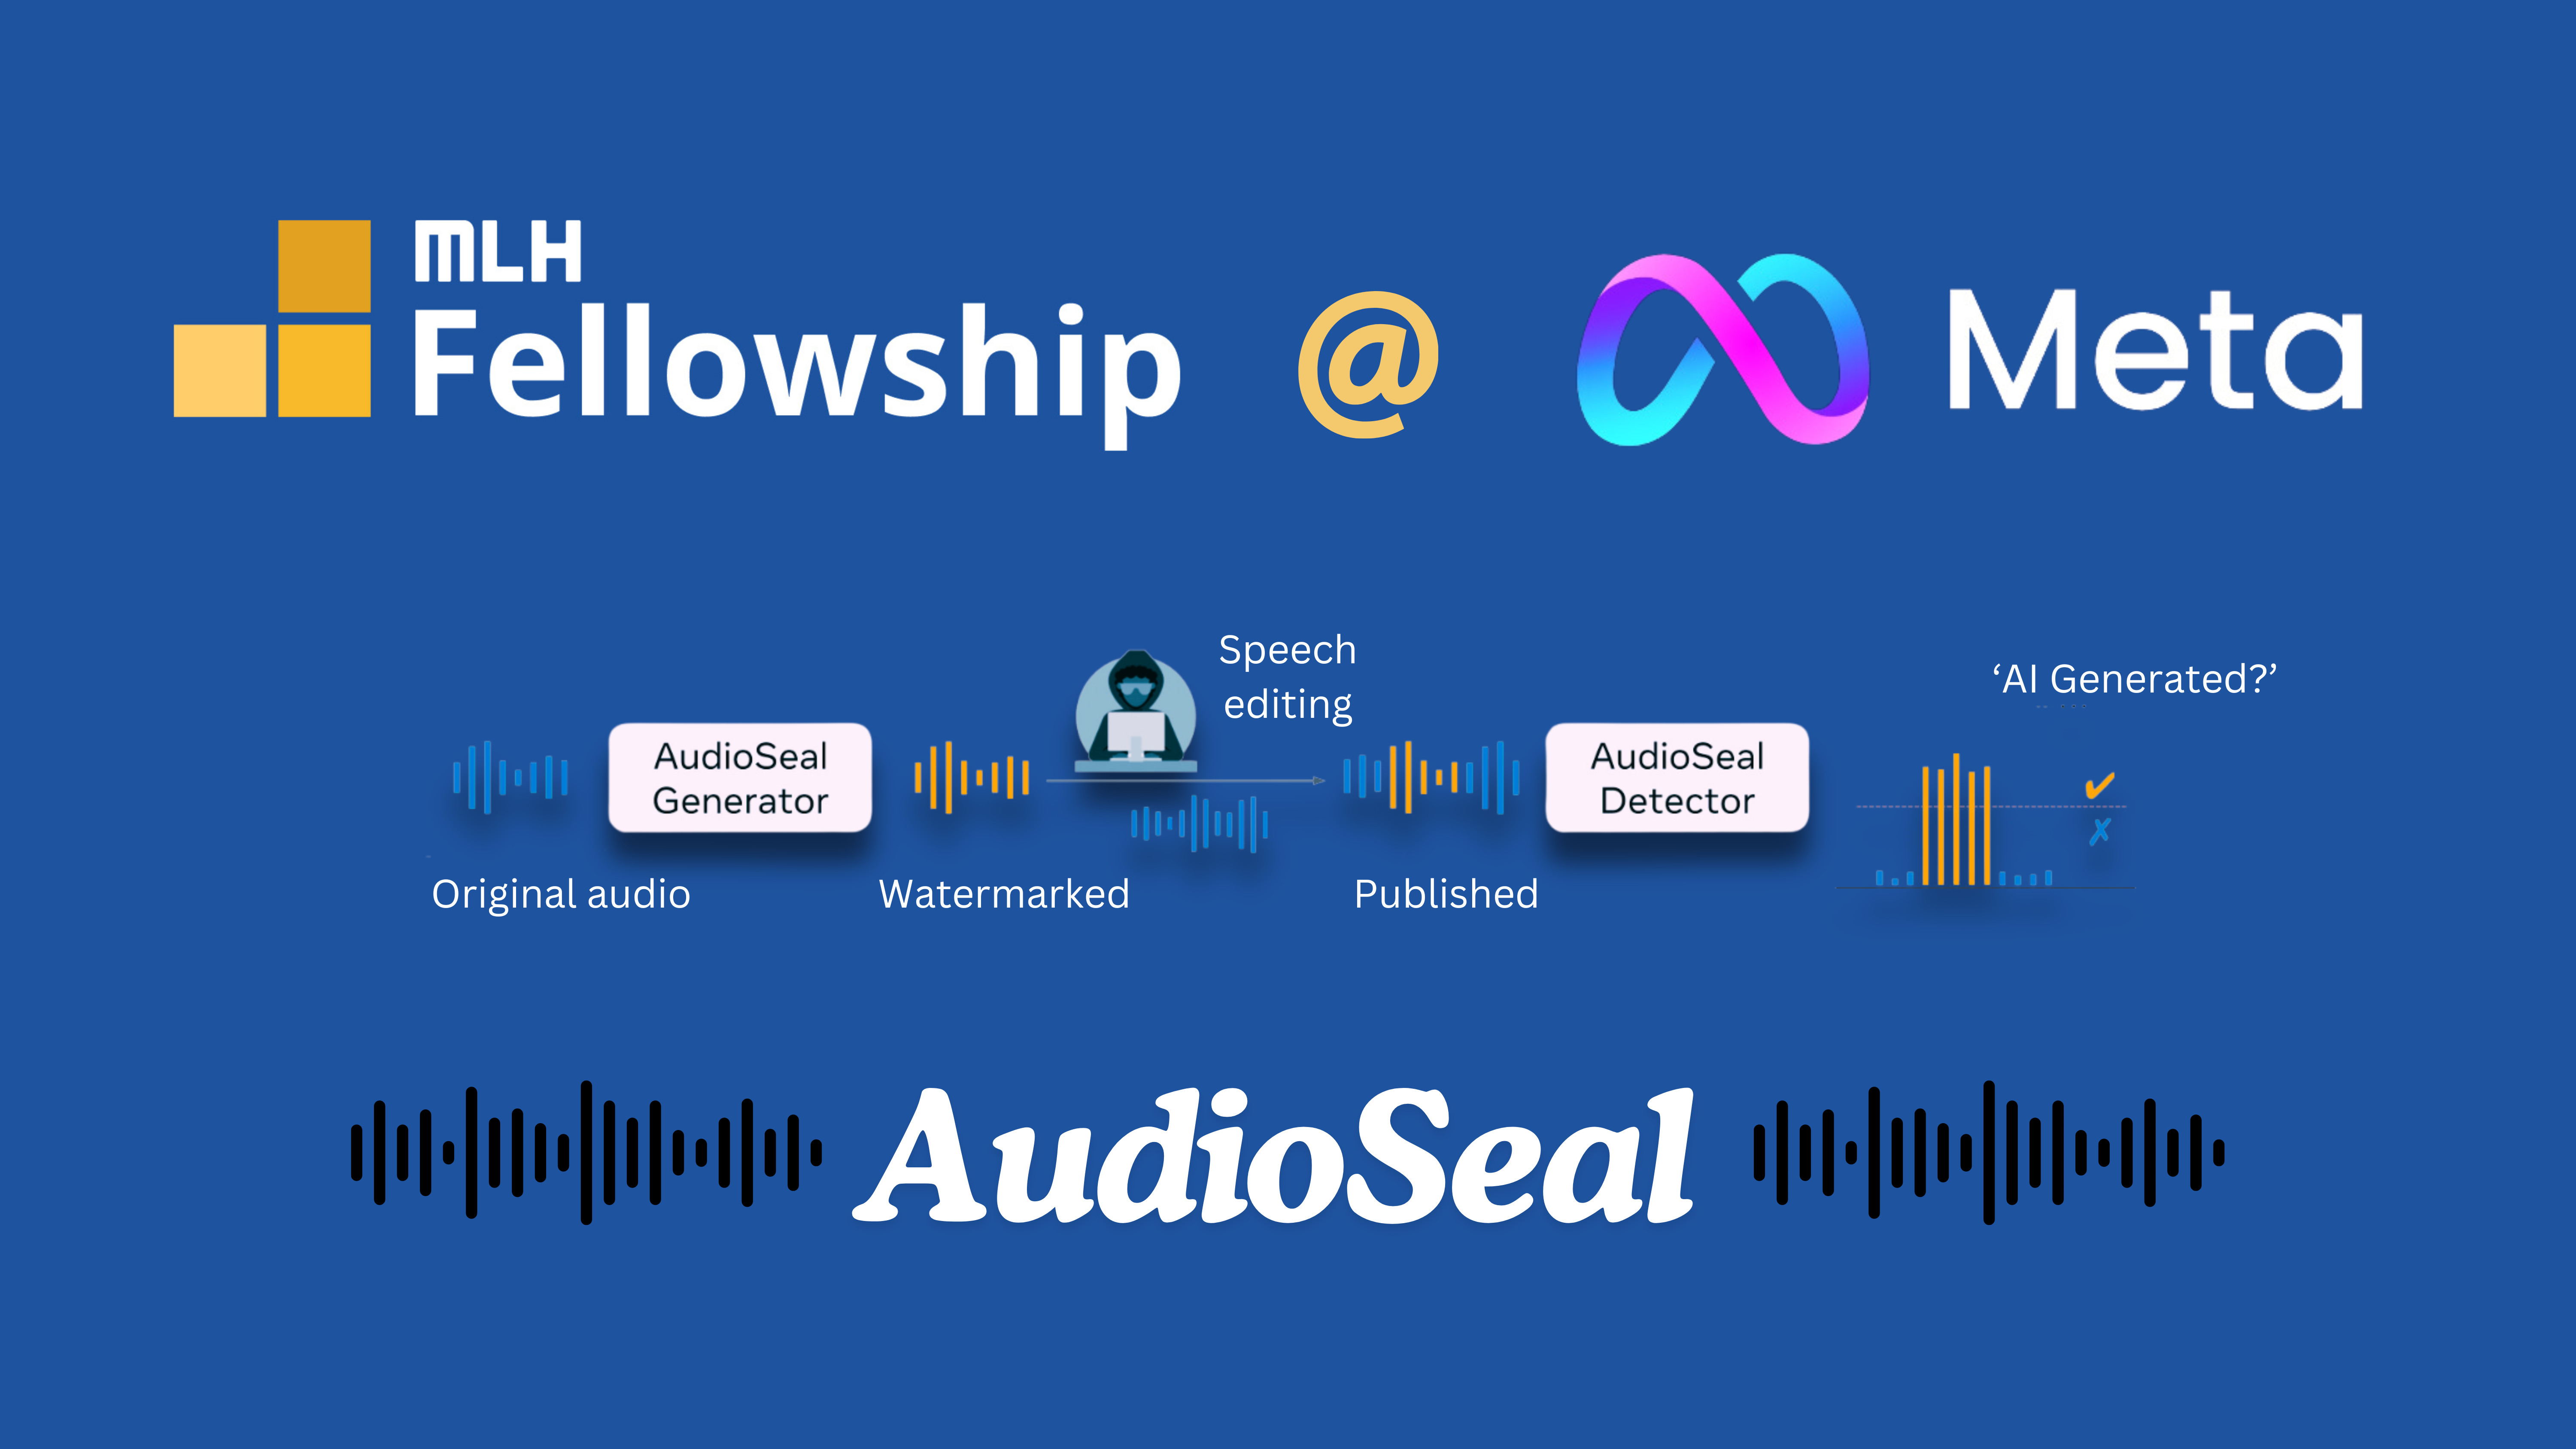 MLH
Fellowship
@
Meta
Speech
editing
'AI Generated?'
AudioSeal
Generator
AudioSeal
Detector
Original audio
Watermarked
Published
AudioSeal